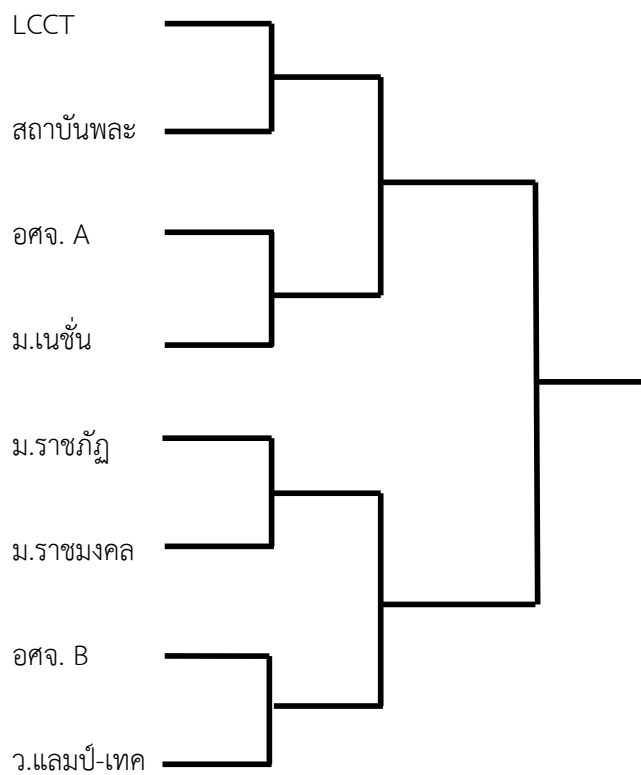 LCCT
สถาบันพละ
อศจ. A
ม.เนชั่น
ม.ราชภัฏ
ม.ราชมงคล
อศจ. B
ว.แลมป์-เทค